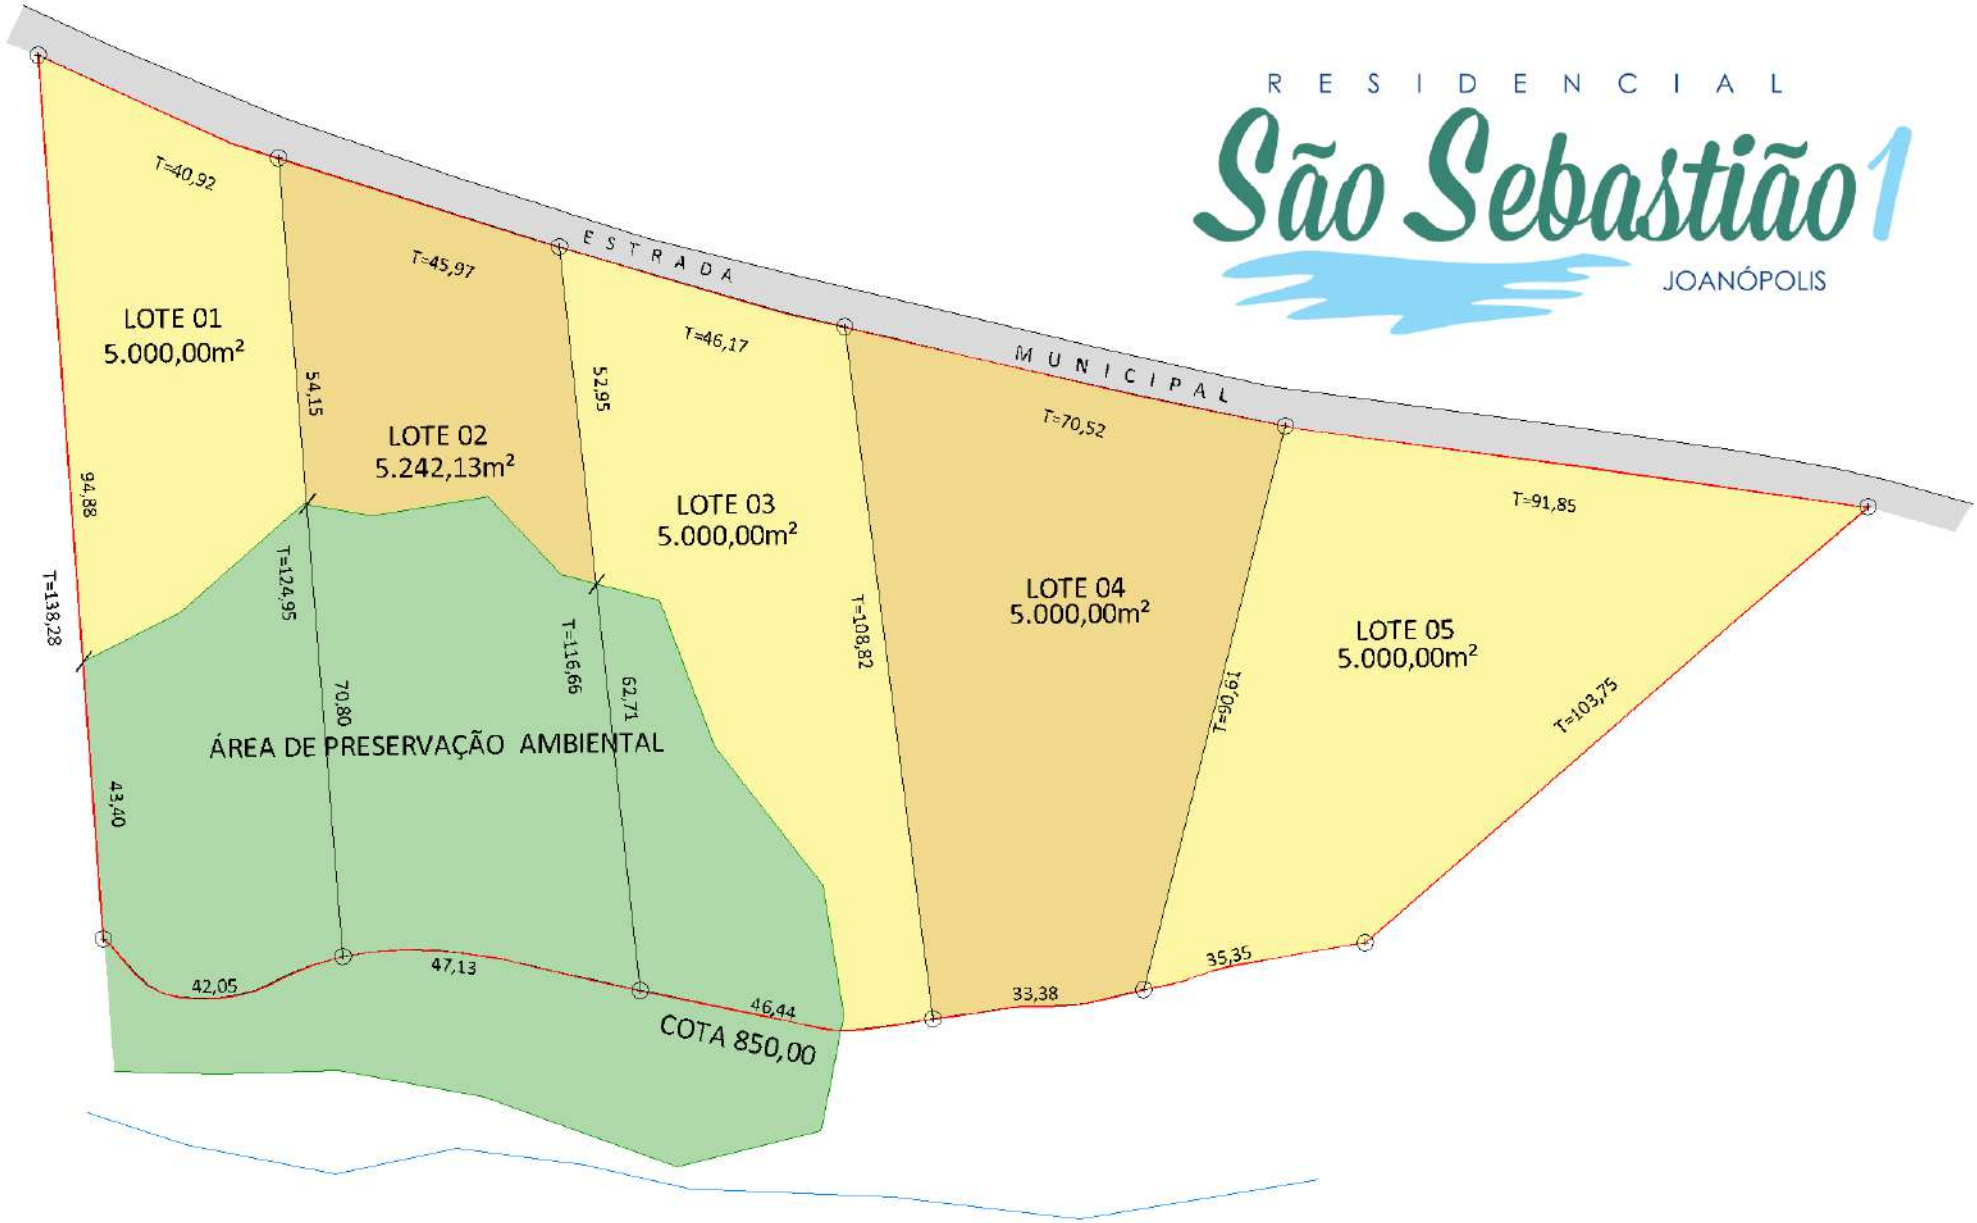 RESIDENCIAL
São Sebastião 1
JOANÓPOLIS
ESTRADA MUNICIPAL
T=40,92
T=45,97
T=46,17
T=70,52
T=91,85
LOTE 01
5.000,00m²
54,15
52,95
LOTE 02
5.242,13m²
LOTE 03
5.000,00m²
94,88
T=138,28
T=124,95
T=116,66
T=108,82
LOTE 04
5.000,00m²
LOTE 05
5.000,00m²
70,80
62,71
T=90,61
T=103,75
ÁREA DE PRESERVAÇÃO AMBIENTAL
43,40
42,05
47,13
46,44
33,38
35,35
COTA 850,00